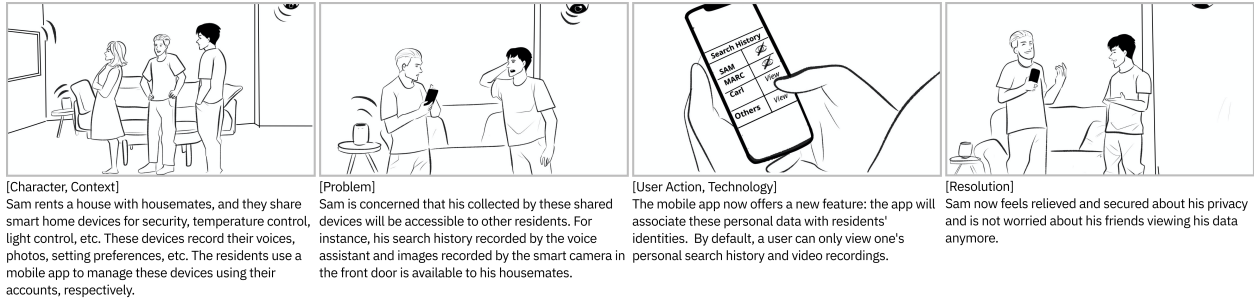 Search History
SAM
MARC
Carl
View
Others
View
[Character, Context]
Sam rents a house with housemates, and they share
smart home devices for security, temperature control,
light control, etc. These devices record their voices,
photos, setting preferences, etc. The residents use a
mobile app to manage these devices using their
accounts, respectively.
[Problem]
Sam is concerned that his collected by these shared
devices will be accessible to other residents. For
instance, his search history recorded by the voice
assistant and images recorded by the smart camera in
the front door is available to his housemates.
[User Action, Technology]
The mobile app now offers a new feature: the app will
associate these personal data with residents'
identities.  By default, a user can only view one's
personal search history and video recordings.
[Resolution]
Sam now feels relieved and secured about his privacy
and is not worried about his friends viewing his data
anymore.